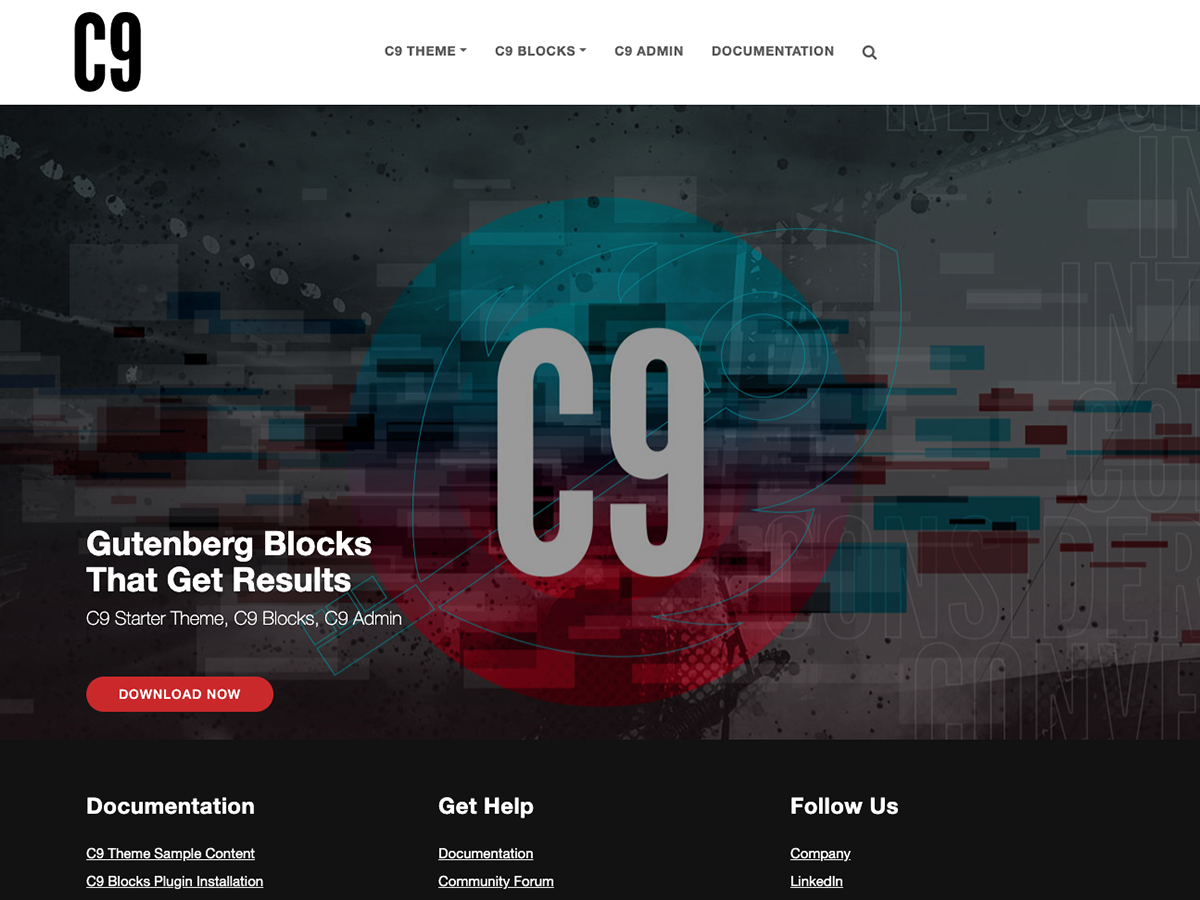 C9
C9 THEME
C9 BLOCKS
C9 ADMIN
DOCUMENTATION
C9
CONSIDER
Gutenberg Blocks
That Get Results
C9 Starter Theme, C9 Blocks, C9 Admin
DOWNLOAD NOW
Documentation
Get Help
Follow Us
C9 Theme Sample Content
Documentation
Company
C9 Blocks Plugin Installation
Community Forum
LinkedIn